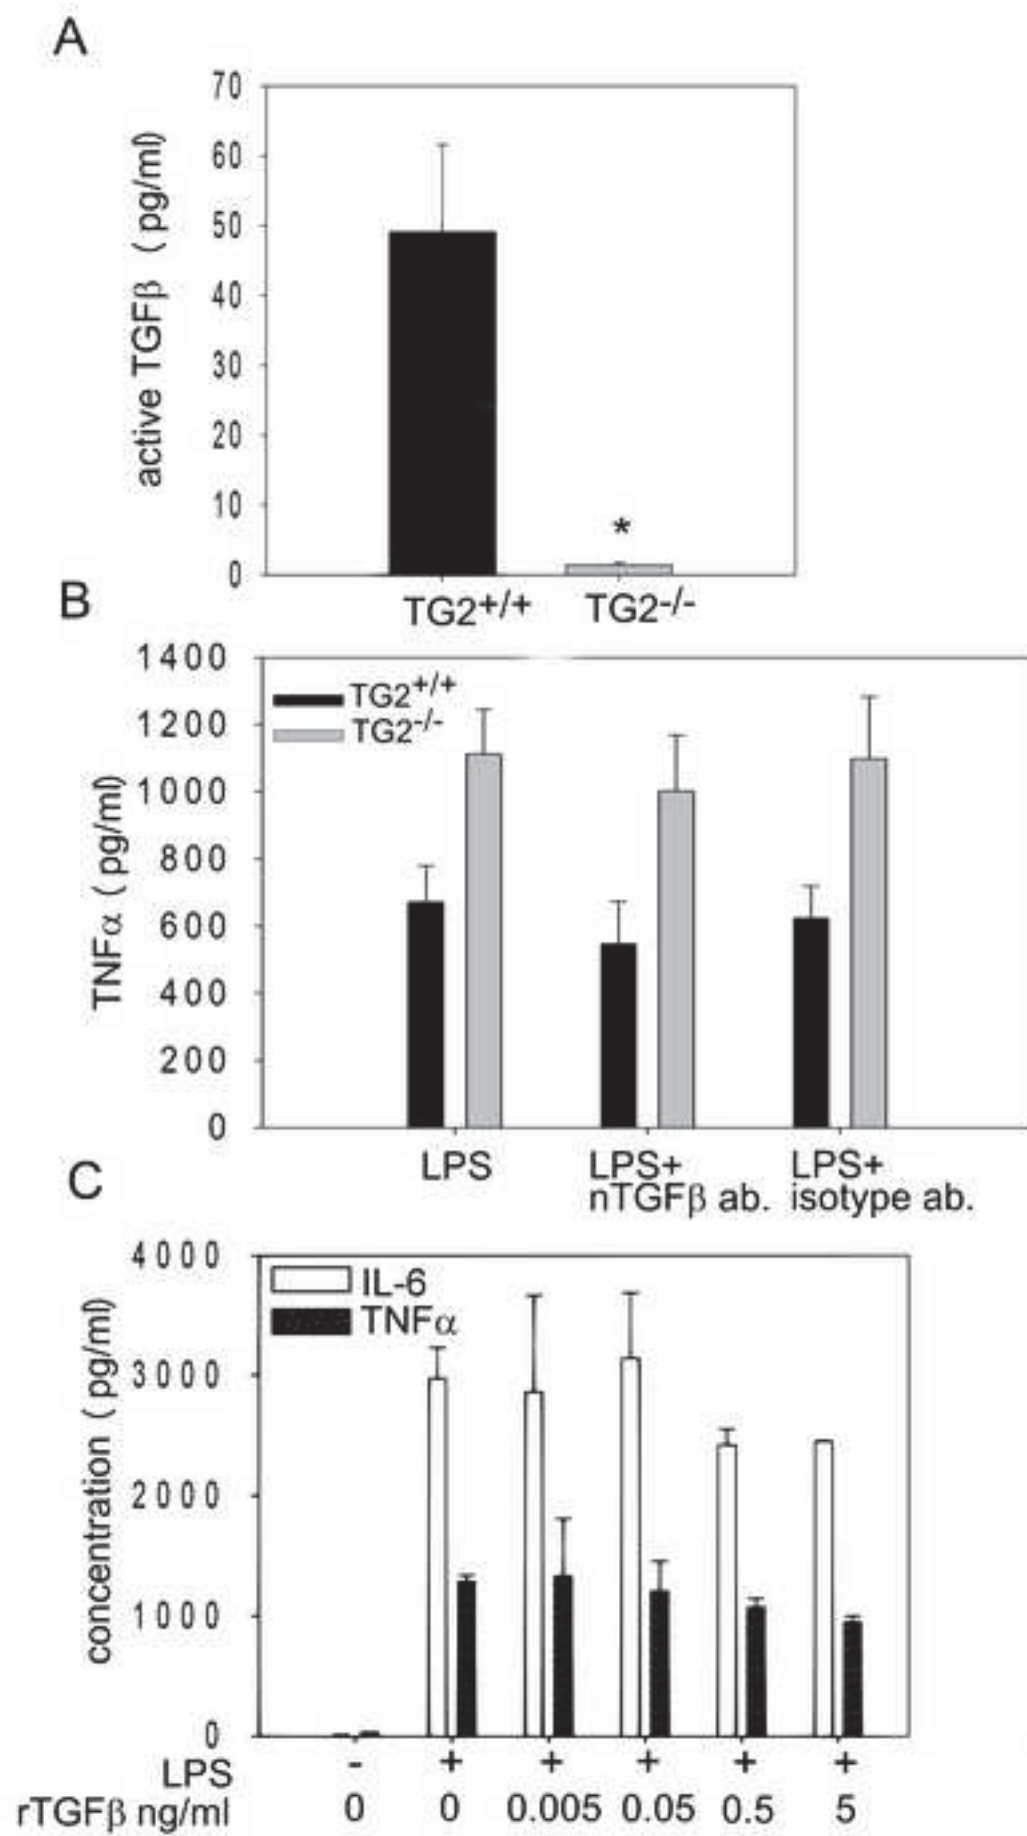 A
70
60
50
40
30
20
10
0
active TGFβ ( pg/ml)
*
TG2+/+ TG2-/-
B
1400
1200
1000
800
600
400
200
0
TNFα ( pg/ml)
TG2+/+
TG2-/-
LPS LPS+ LPS+
nTGFβ ab. isotype ab.
C
4000
3000
2000
1000
0
concentration ( pg/ml)
IL-6
TNFα
LPS - + + + + +
rTGFβ ng/ml 0 0 0.005 0.05 0.5 5